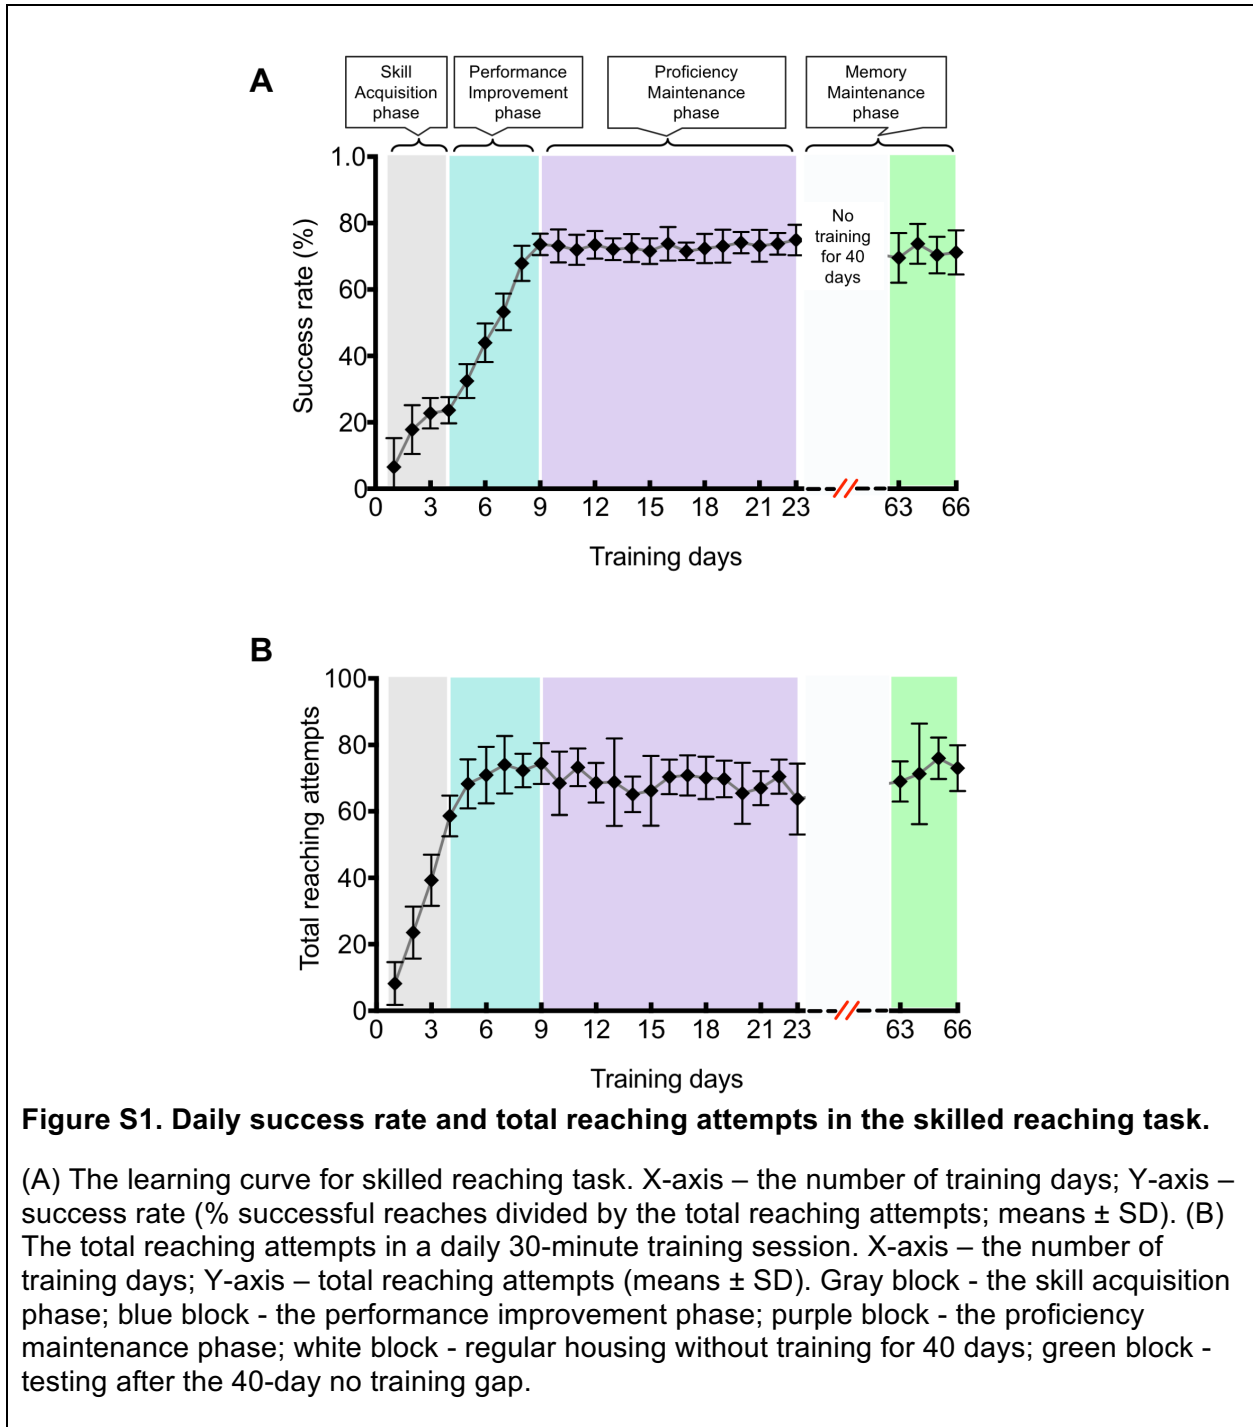 A
Skill
Acquisition
phase
Performance
Improvement
phase
Proficiency
Maintenance
phase
Memory
Maintenance
phase
1.0
80
60
40
20
0
Success rate (%)
No
training
for 40
days
0 3 6 9 12 15 18 21 23 63 66
Training days
B
100
80
60
40
20
0
Total reaching attempts
0 3 6 9 12 15 18 21 23 63 66
Training days
Figure S1. Daily success rate and total reaching attempts in the skilled reaching task.
(A) The learning curve for skilled reaching task. X-axis – the number of training days; Y-axis –
success rate (% successful reaches divided by the total reaching attempts; means ± SD). (B)
The total reaching attempts in a daily 30-minute training session. X-axis – the number of
training days; Y-axis – total reaching attempts (means ± SD). Gray block - the skill acquisition
phase; blue block - the performance improvement phase; purple block - the proficiency
maintenance phase; white block - regular housing without training for 40 days; green block -
testing after the 40-day no training gap.